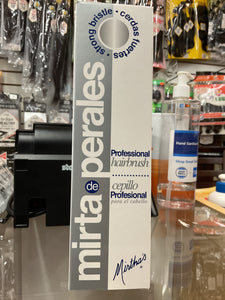 strong bristle • cerdas fuertes •
mirta de perales
Professional
hairbrush
cepillo
Profesional
para el cabello
Mirtha's
Hand Sanitizer